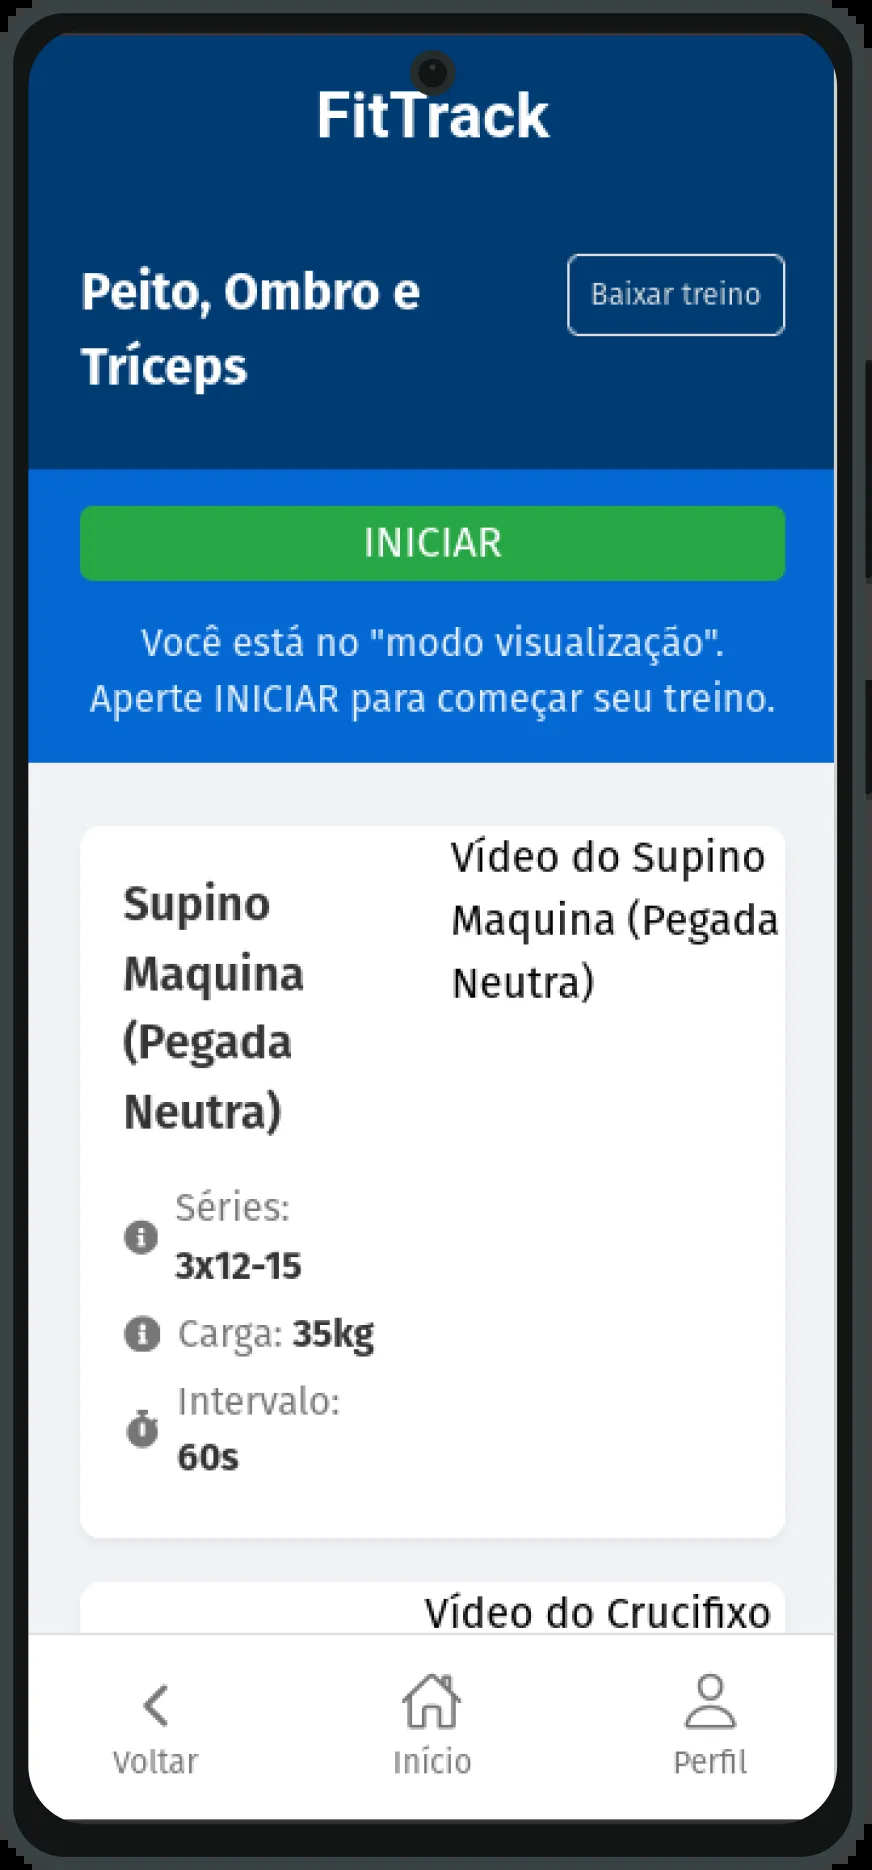 FitTrack
Peito, Ombro e
Tríceps
Baixar treino
INICIAR
Você está no "modo visualização".
Aperte INICIAR para começar seu treino.
Supino
Maquina
(Pegada
Neutra)
Vídeo do Supino
Maquina (Pegada
Neutra)
Séries:
3x12-15
Carga: 35kg
Intervalo:
60s
Vídeo do Crucifixo
Voltar
Início
Perfil